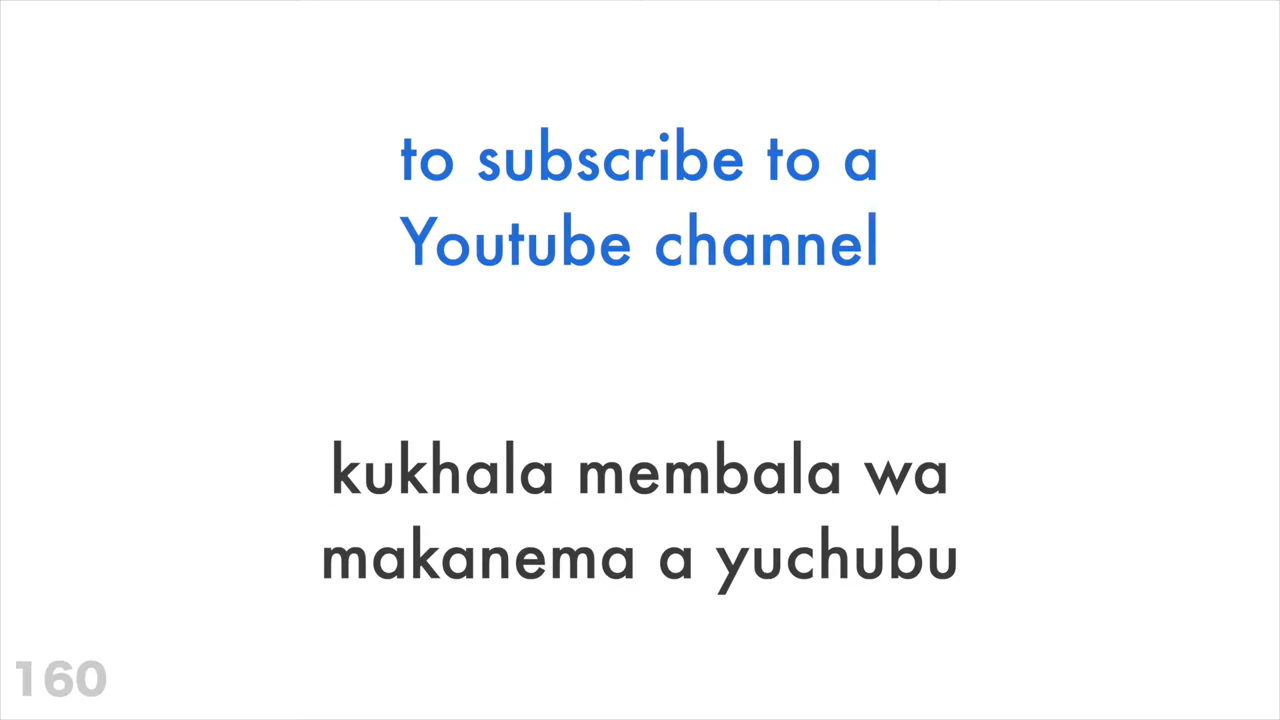 to subscribe to a
Youtube channel
kukhala membala wa
makanema a yuchubu
160